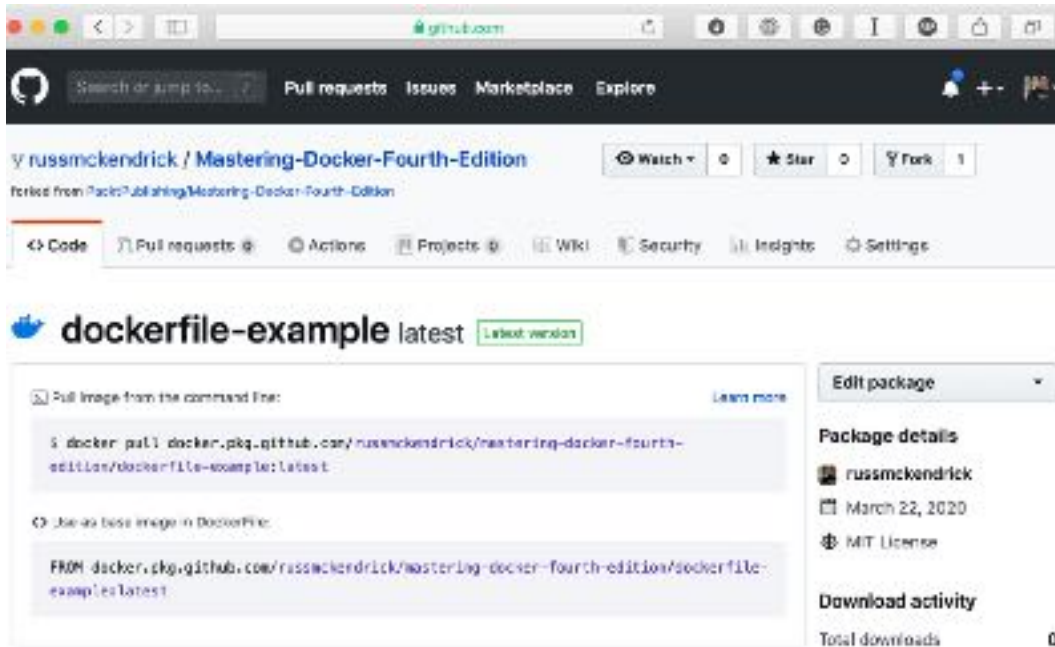 github.com
Search or jump to... /
Pull requests Issues Marketplace Explore
russmckendrick / Mastering-Docker-Fourth-Edition
Watch 0 Star 0 Fork 1
forked from PacktPublishing/Mastering-Docker-Fourth-Edition
<> Code Pull requests 0 Actions Projects 0 Wiki Security Insights Settings
dockerfile-example latest Latest version
Pull image from the command line: Learn more
$ docker pull docker.pkg.github.com/russmckendrick/mastering-docker-fourth-
edition/dockerfile-example:latest
Use as base image in DockerFile:
FROM docker.pkg.github.com/russmckendrick/mastering-docker-fourth-edition/dockerfile-
example:latest
Edit package
Package details
russmckendrick
March 22, 2020
MIT License
Download activity
Total downloads 0